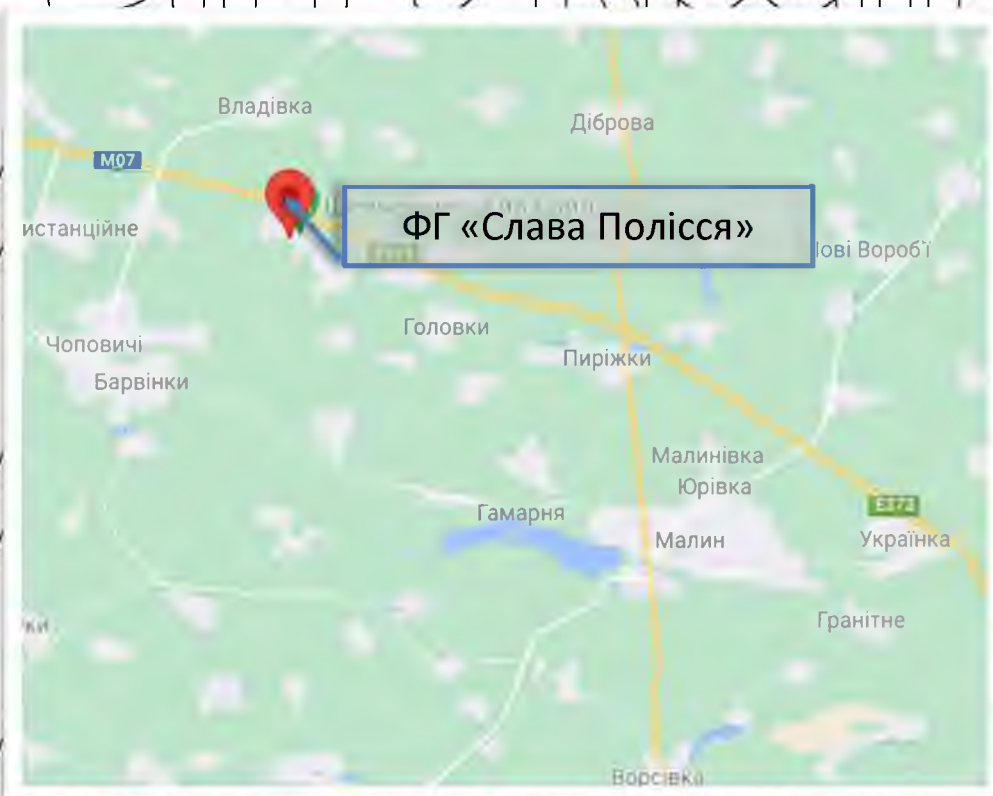 Владівка
Діброва
М07
ФГ «Слава Полісся»
истанційне
ові Вороб'ї
Головки
Чоповичі
Пиріжки
Барвінки
Малинівка
Юрівка
E373
Гамарня
Малин
Українка
Гранітне
ки
Ворсівка